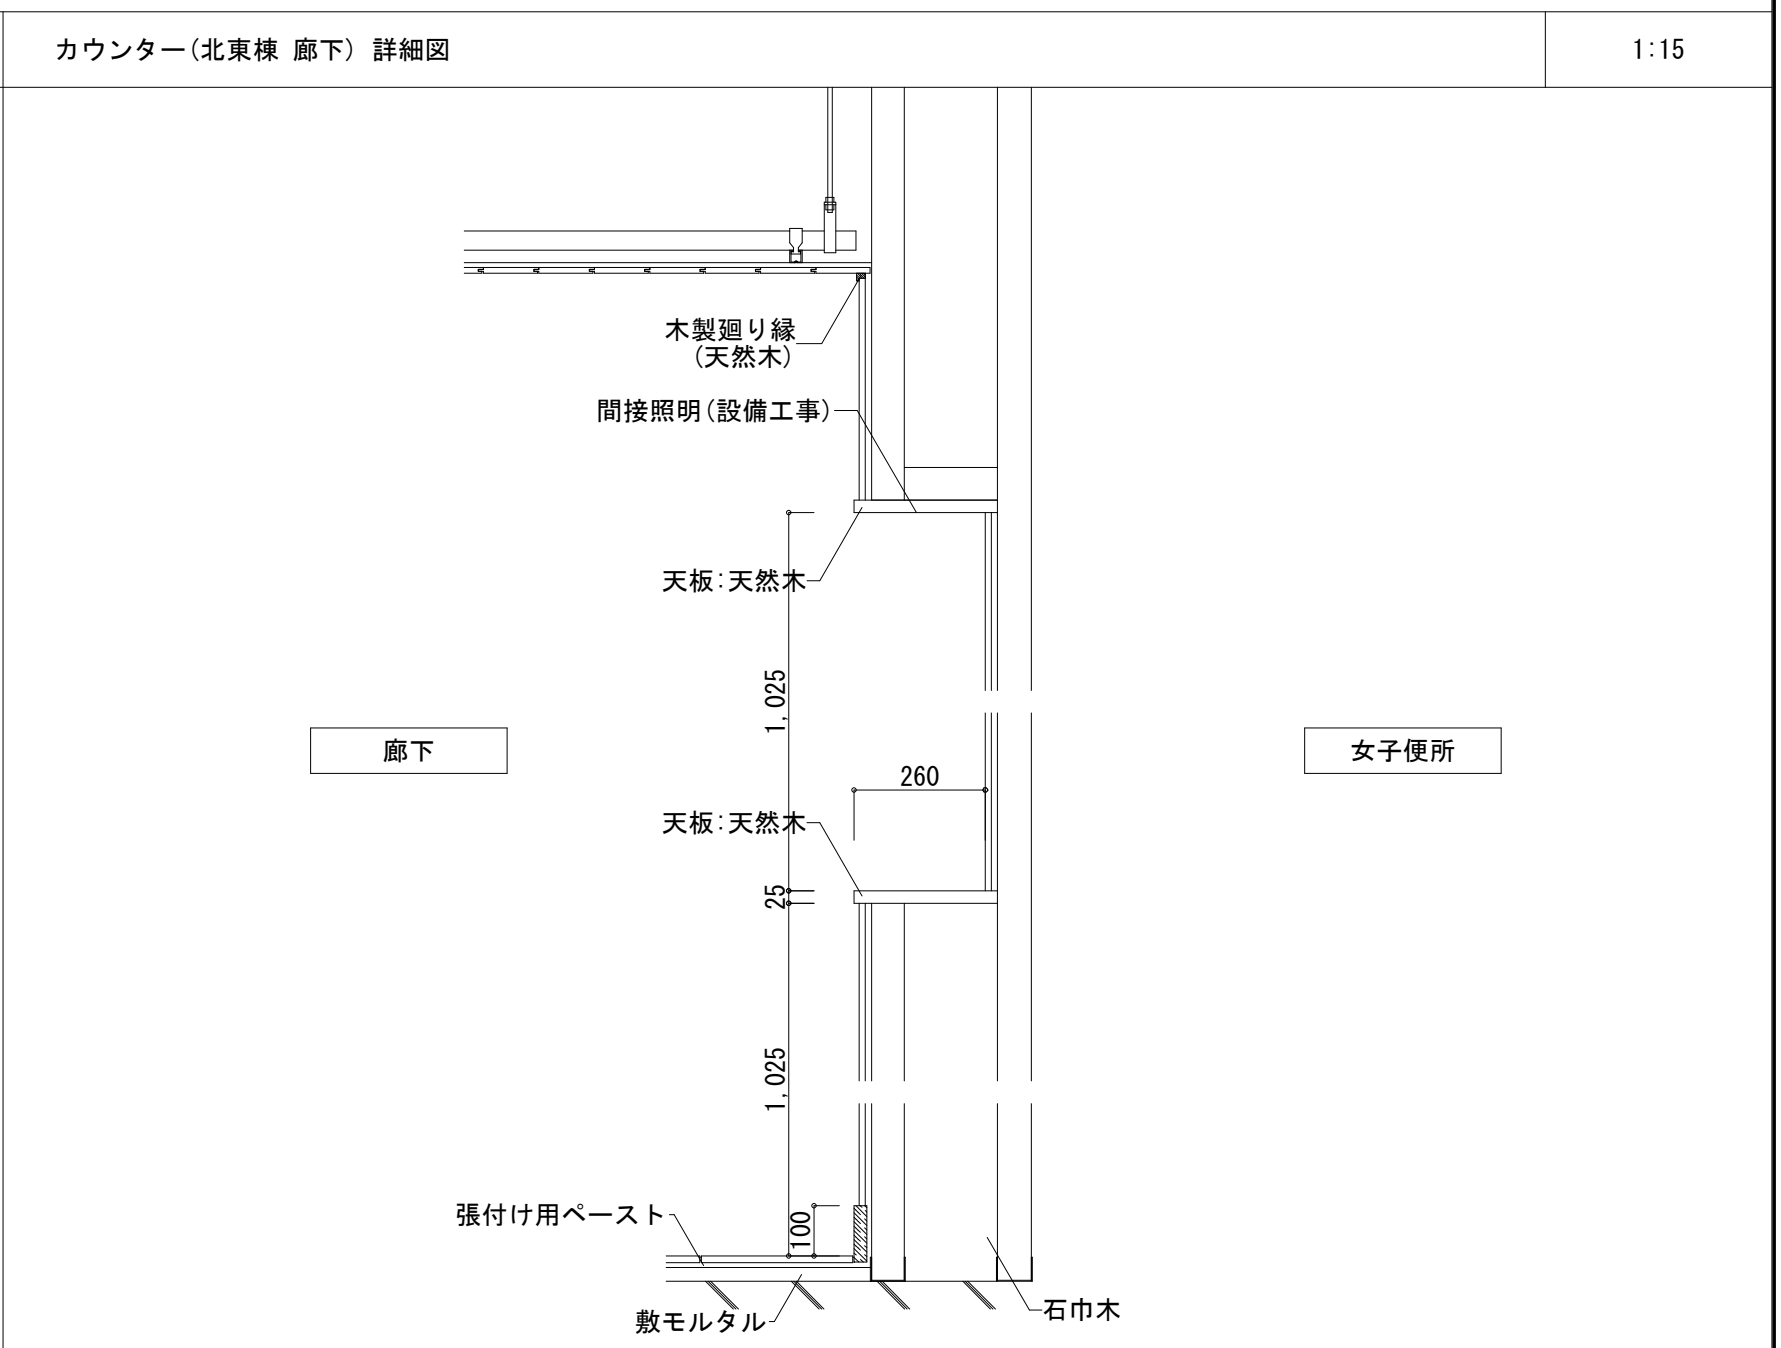 カウンター(北東棟 廊下) 詳細図
1:15
木製廻り縁
(天然木)
間接照明(設備工事)
天板:天然木
1,025
廊下
女子便所
260
天板:天然木
25
1,025
張付け用ペースト
100
敷モルタル
石巾木